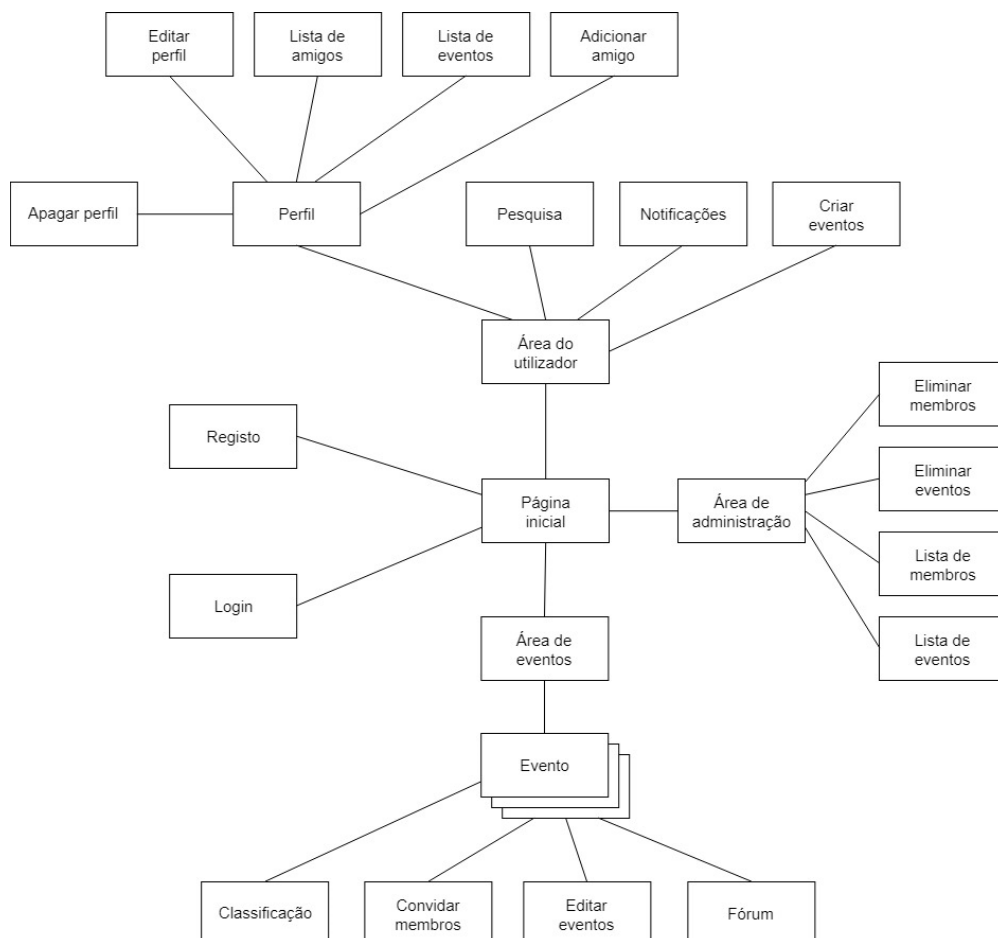 Editar
perfil
Lista de
amigos
Lista de
eventos
Adicionar
amigo
Apagar perfil
Perfil
Pesquisa
Notificações
Criar
eventos
Área do
utilizador
Eliminar
membros
Registo
Eliminar
eventos
Página
inicial
Área de
administração
Lista de
membros
Login
Lista de
eventos
Área de
eventos
Evento
Classificação
Convidar
membros
Editar
eventos
Fórum